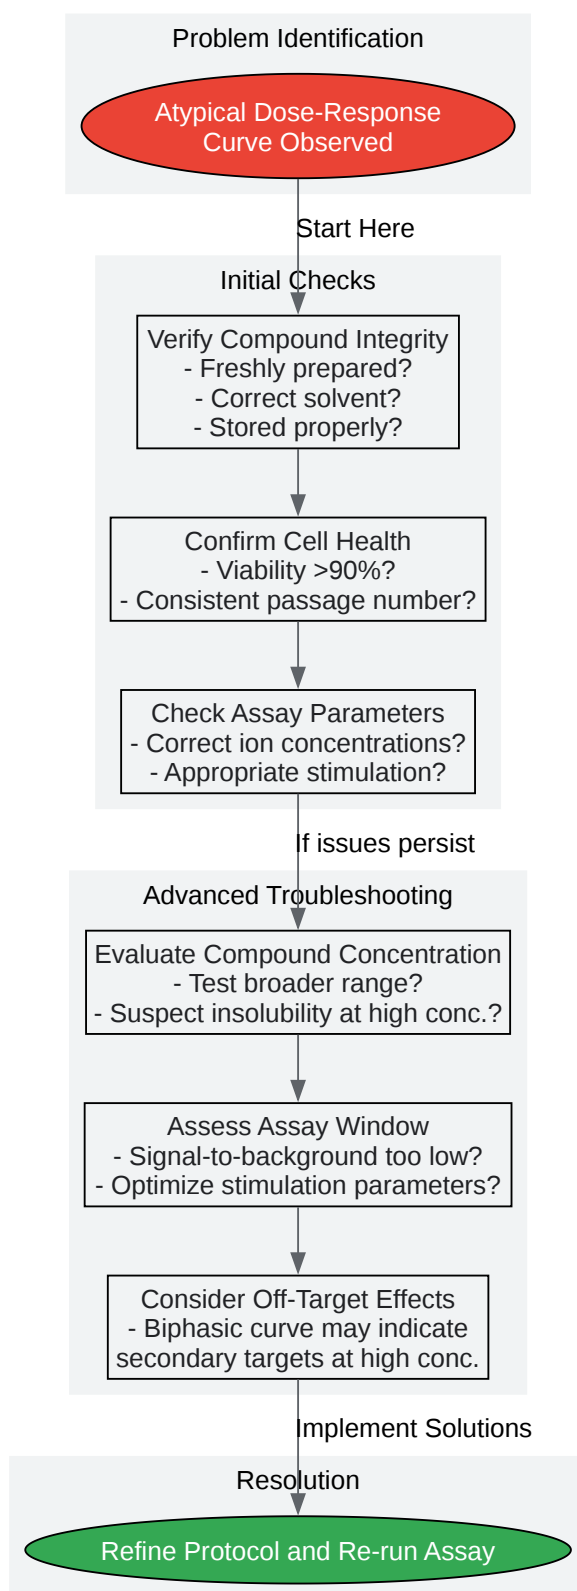 Problem Identification
Atypical Dose-Response
Curve Observed
Start Here
Initial Checks
Verify Compound Integrity
- Freshly prepared?
- Correct solvent?
- Stored properly?
Confirm Cell Health
- Viability >90%?
- Consistent passage number?
Check Assay Parameters
- Correct ion concentrations?
- Appropriate stimulation?
If issues persist
Advanced Troubleshooting
Evaluate Compound Concentration
- Test broader range?
- Suspect insolubility at high conc.?
Assess Assay Window
- Signal-to-background too low?
- Optimize stimulation parameters?
Consider Off-Target Effects
- Biphasic curve may indicate
secondary targets at high conc.
Implement Solutions
Resolution
Refine Protocol and Re-run Assay